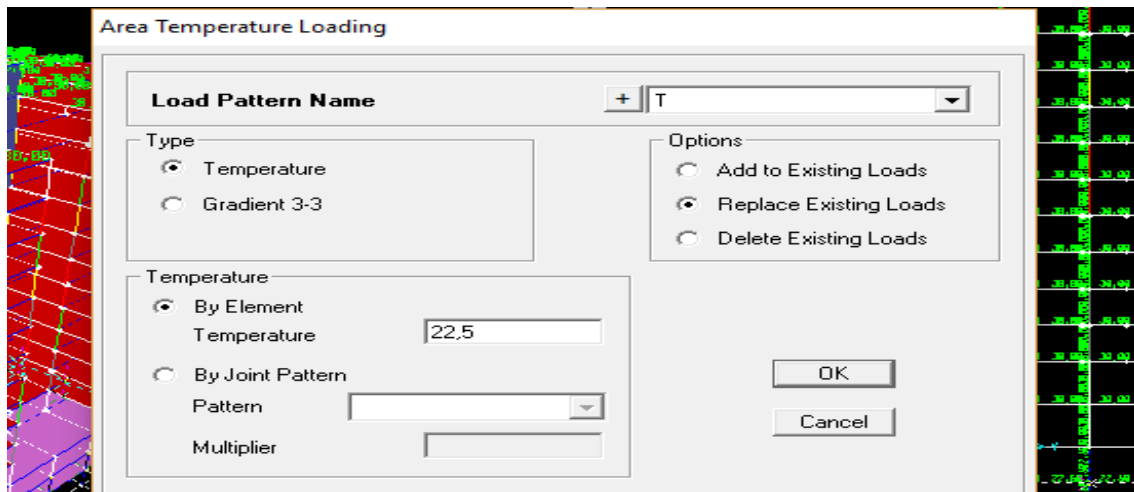 Area Temperature Loading
Load Pattern Name + T
Type
Temperature
Gradient 3-3
Options
Add to Existing Loads
Replace Existing Loads
Delete Existing Loads
Temperature
By Element
Temperature 22,5
By Joint Pattern
Pattern
Multiplier
OK
Cancel